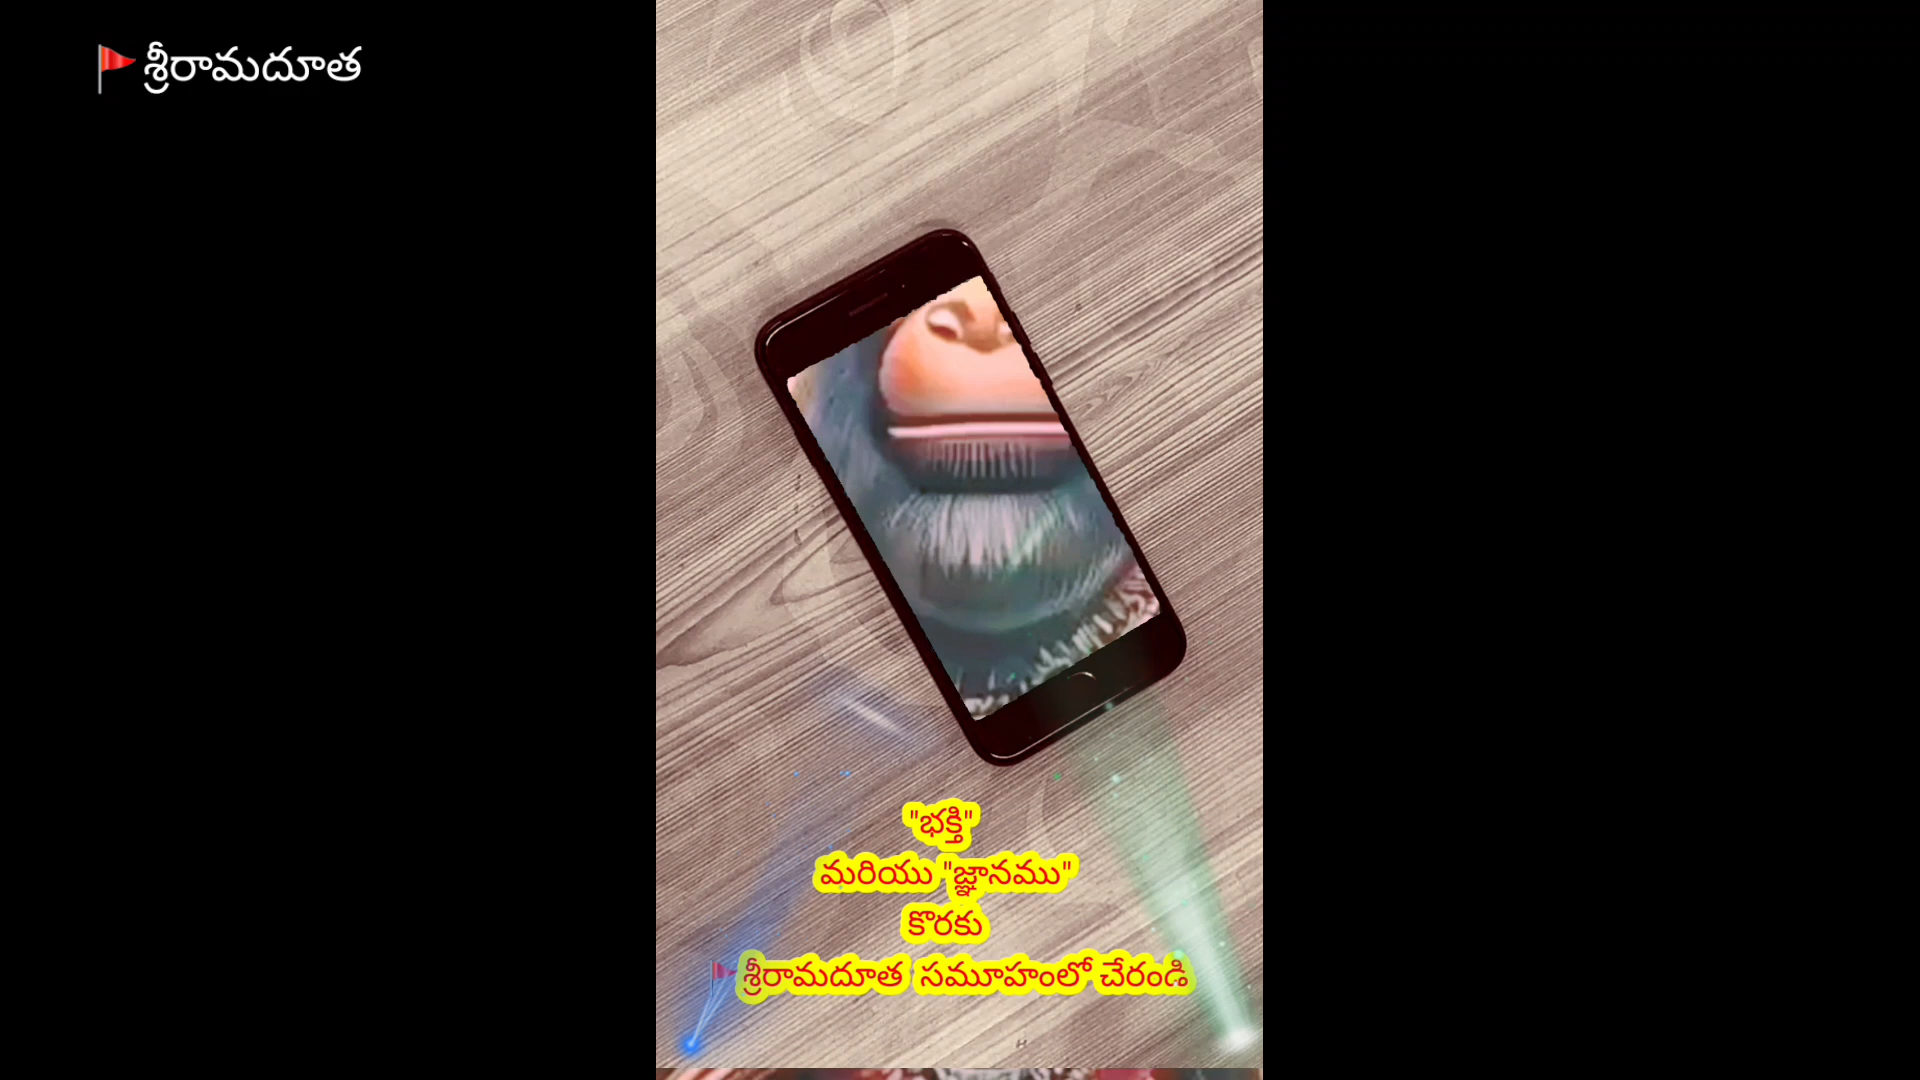 🚩శ్రీరామదూత
"భక్తి"
మరియు "జ్ఞానము"
కొరకు
🚩శ్రీరామదూత సమూహంలో చేరండి